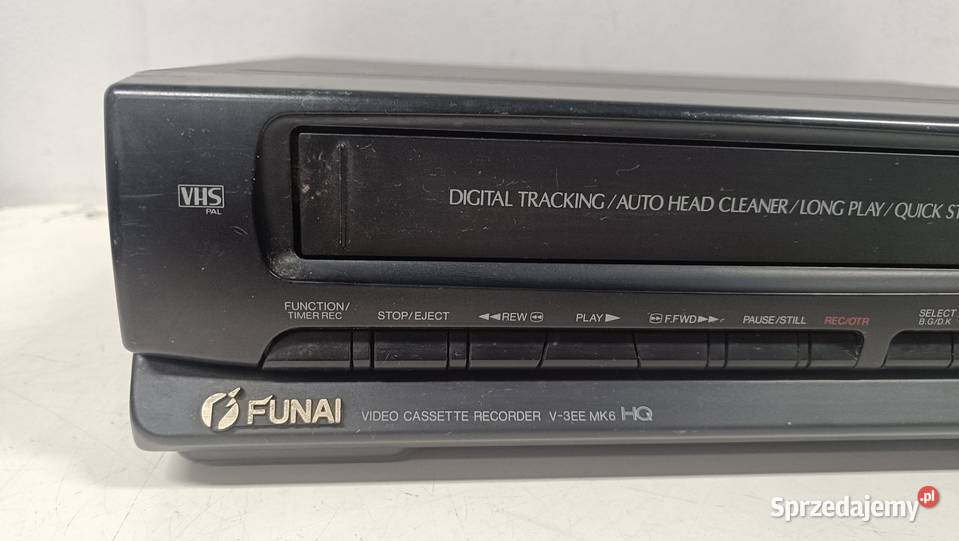 VHS
PAL
DIGITAL TRACKING/AUTO HEAD CLEANER/LONG PLAY/QUICK ST
FUNCTION/
TIMER REC
STOP/EJECT
◀◀REW
PLAY▶
F.FWD▶▶
PAUSE/STILL
REC/OTR
SELECT
B.G/D.K
FUNAI
VIDEO CASSETTE RECORDER V-3EE MK6 HQ
Sprzedajemy.pl